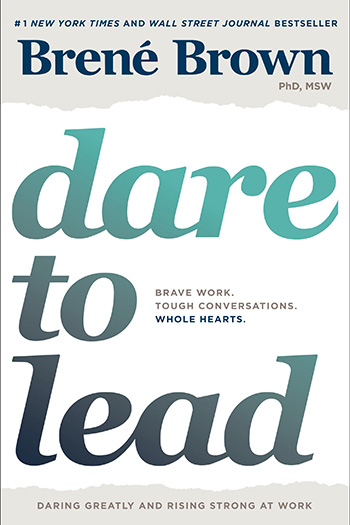 #1 NEW YORK TIMES AND WALL STREET JOURNAL BESTSELLER
Brené Brown
PhD, MSW
dare
to
BRAVE WORK.
TOUGH CONVERSATIONS.
WHOLE HEARTS.
lead
DARING GREATLY AND RISING STRONG AT WORK